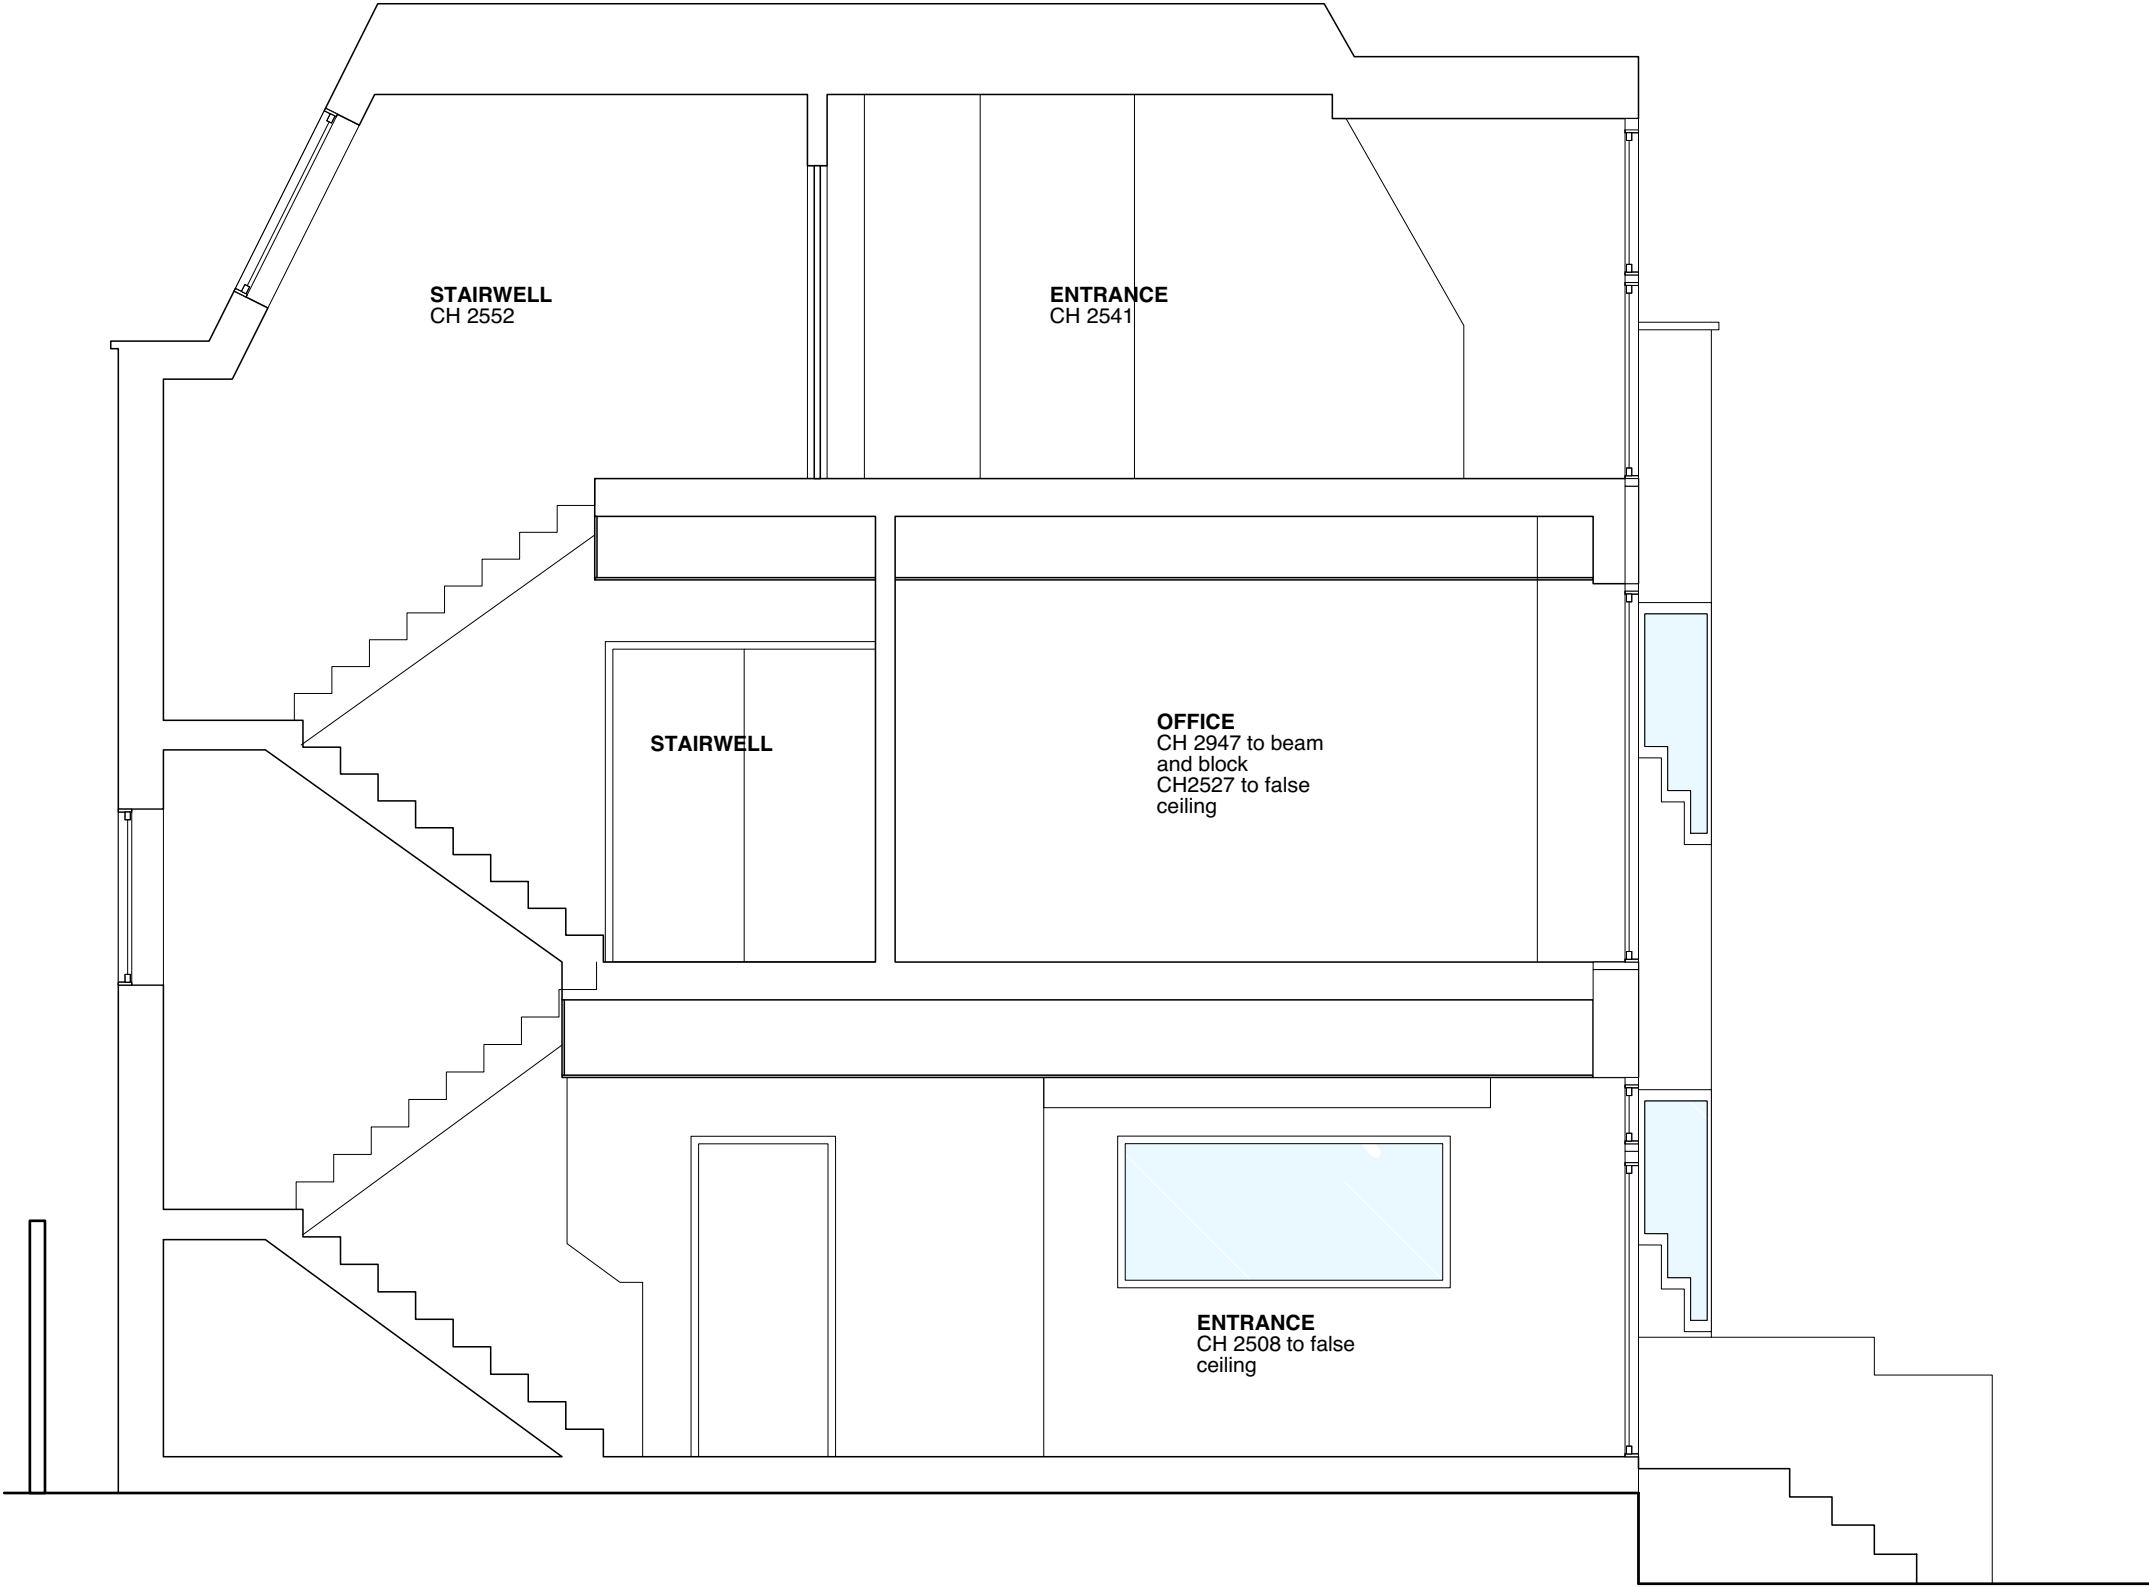 STAIRWELL
CH 2552
ENTRANCE
CH 2541
STAIRWELL
OFFICE
CH 2947 to beam
and block
CH2527 to false
ceiling
ENTRANCE
CH 2508 to false
ceiling